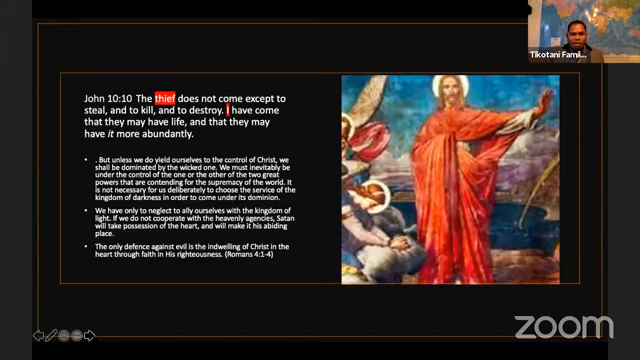 Tikotani Famil...
John 10:10 The thief does not come except to
steal, and to kill, and to destroy. I have come
that they may have life, and that they may
have it more abundantly.
• . But unless we do yield ourselves to the control of Christ, we
shall be dominated by the wicked one. We must inevitably be
under the control of the one or the other of the two great
powers that are contending for the supremacy of the world. It
is not necessary for us deliberately to choose the service of the
kingdom of darkness in order to come under its dominion.
• We have only to neglect to ally ourselves with the kingdom of
light. If we do not cooperate with the heavenly agencies, Satan
will take possession of the heart, and will make it his abiding
place.
• The only defence against evil is the indwelling of Christ in the
heart through faith in His righteousness. (Romans 4:1-4)
zoom